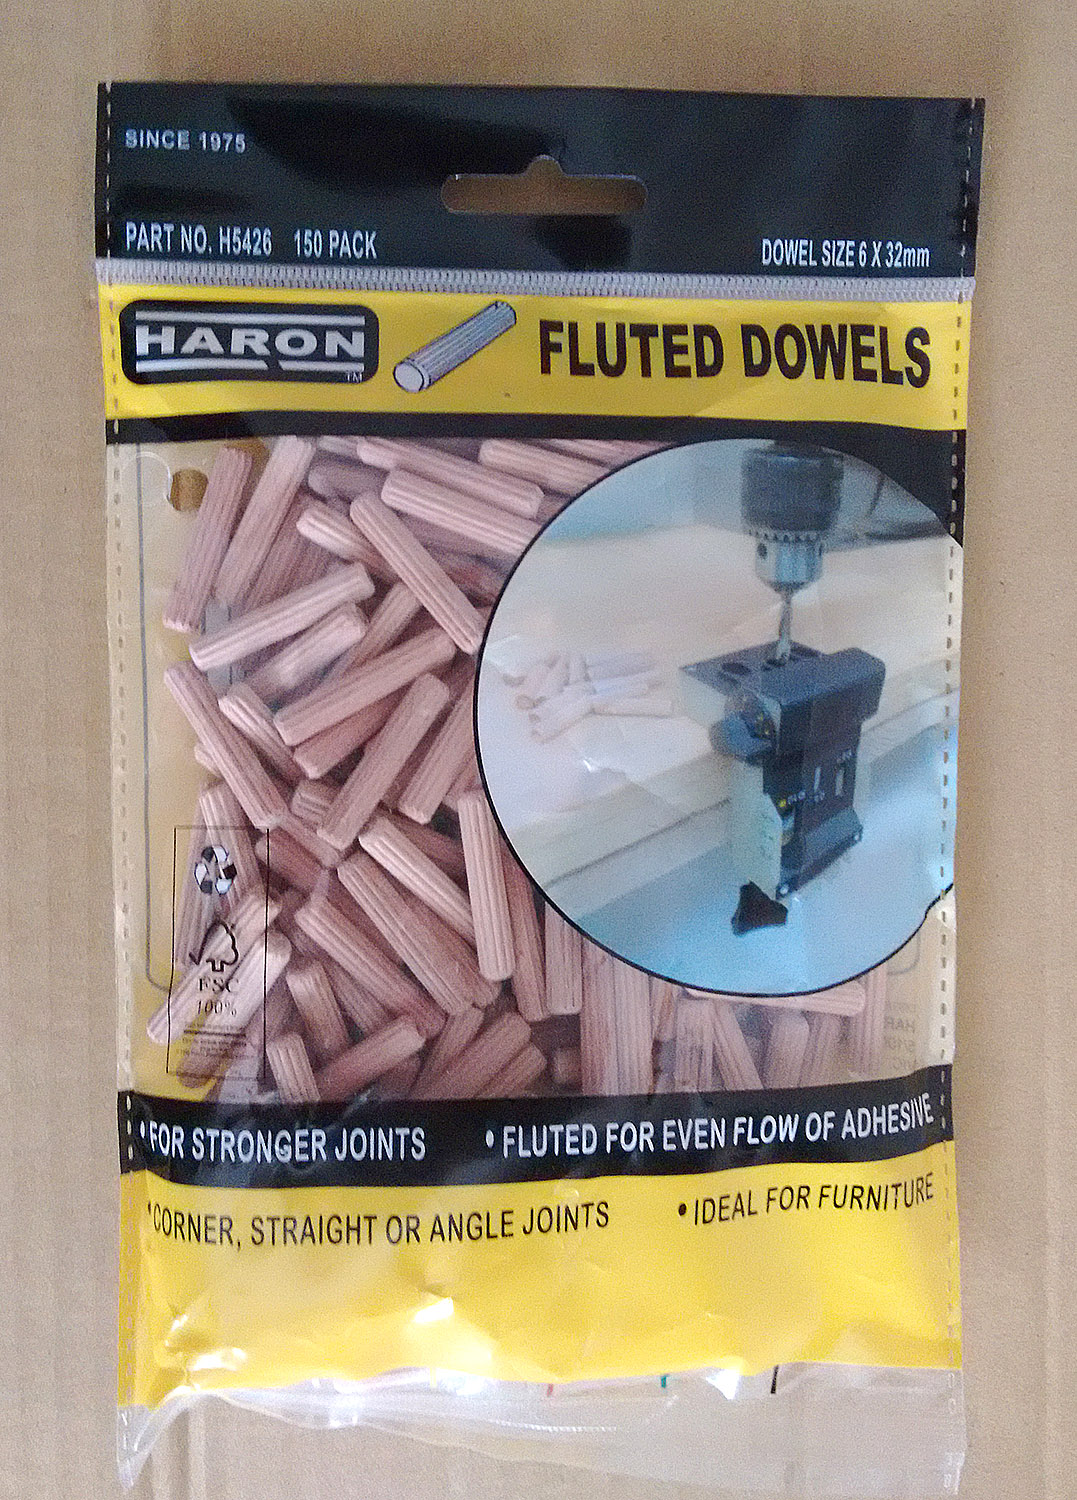 SINCE 1975
PART NO. H5426 150 PACK
DOWEL SIZE 6 X 32mm
HARON
TM
FLUTED DOWELS
FSC
100%
• FOR STRONGER JOINTS • FLUTED FOR EVEN FLOW OF ADHESIVE
• CORNER, STRAIGHT OR ANGLE JOINTS • IDEAL FOR FURNITURE